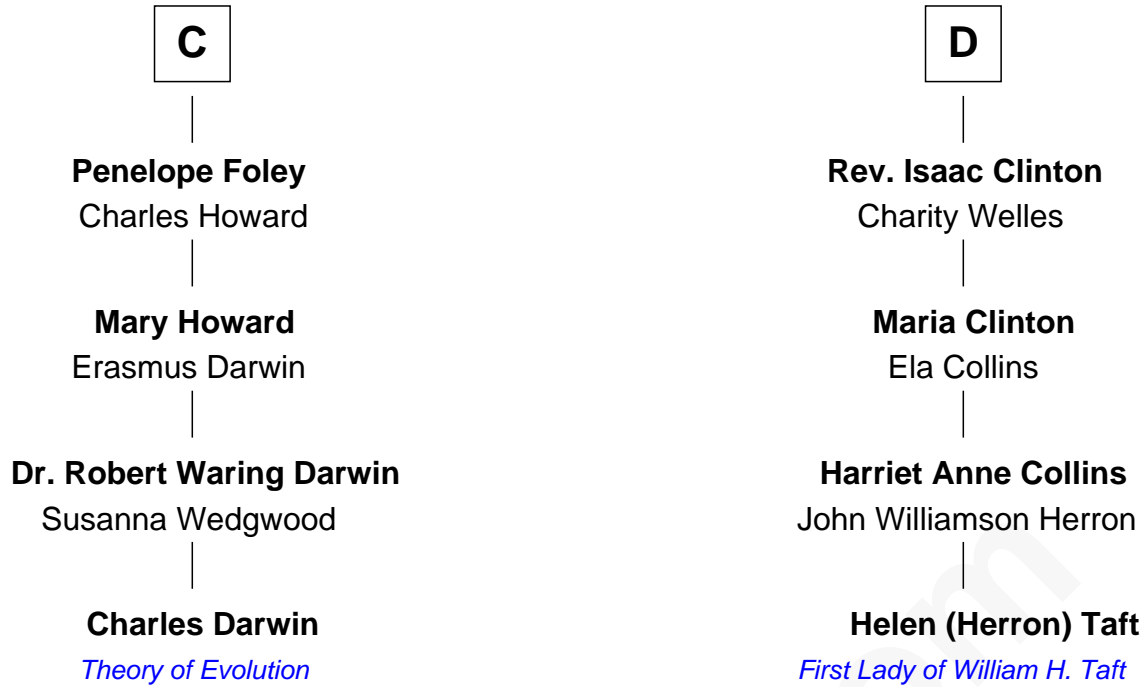 C
Penelope Foley
Charles Howard
Mary Howard
Erasmus Darwin
Dr. Robert Waring Darwin
Susanna Wedgwood
Charles Darwin
Theory of Evolution
D
Rev. Isaac Clinton
Charity Welles
Maria Clinton
Ela Collins
Harriet Anne Collins
John Williamson Herron
Helen (Herron) Taft
First Lady of William H. Taft